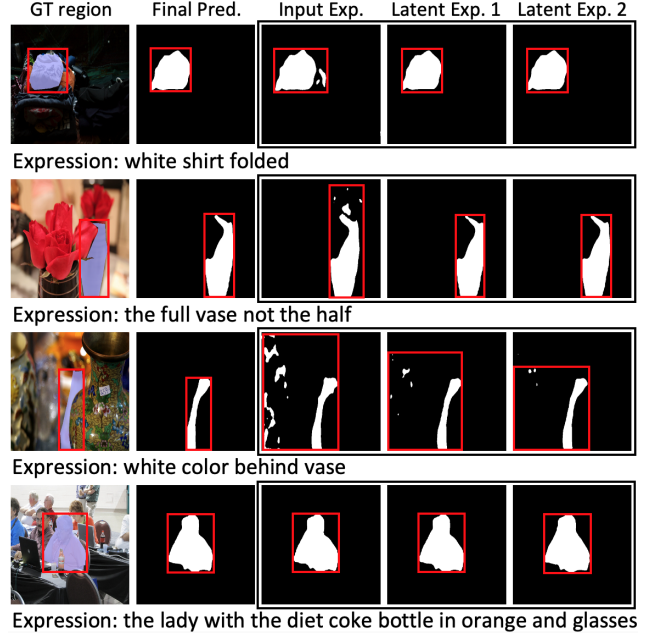 GT region Final Pred. Input Exp. Latent Exp. 1 Latent Exp. 2
Expression: white shirt folded
Expression: the full vase not the half
Expression: white color behind vase
Expression: the lady with the diet coke bottle in orange and glasses